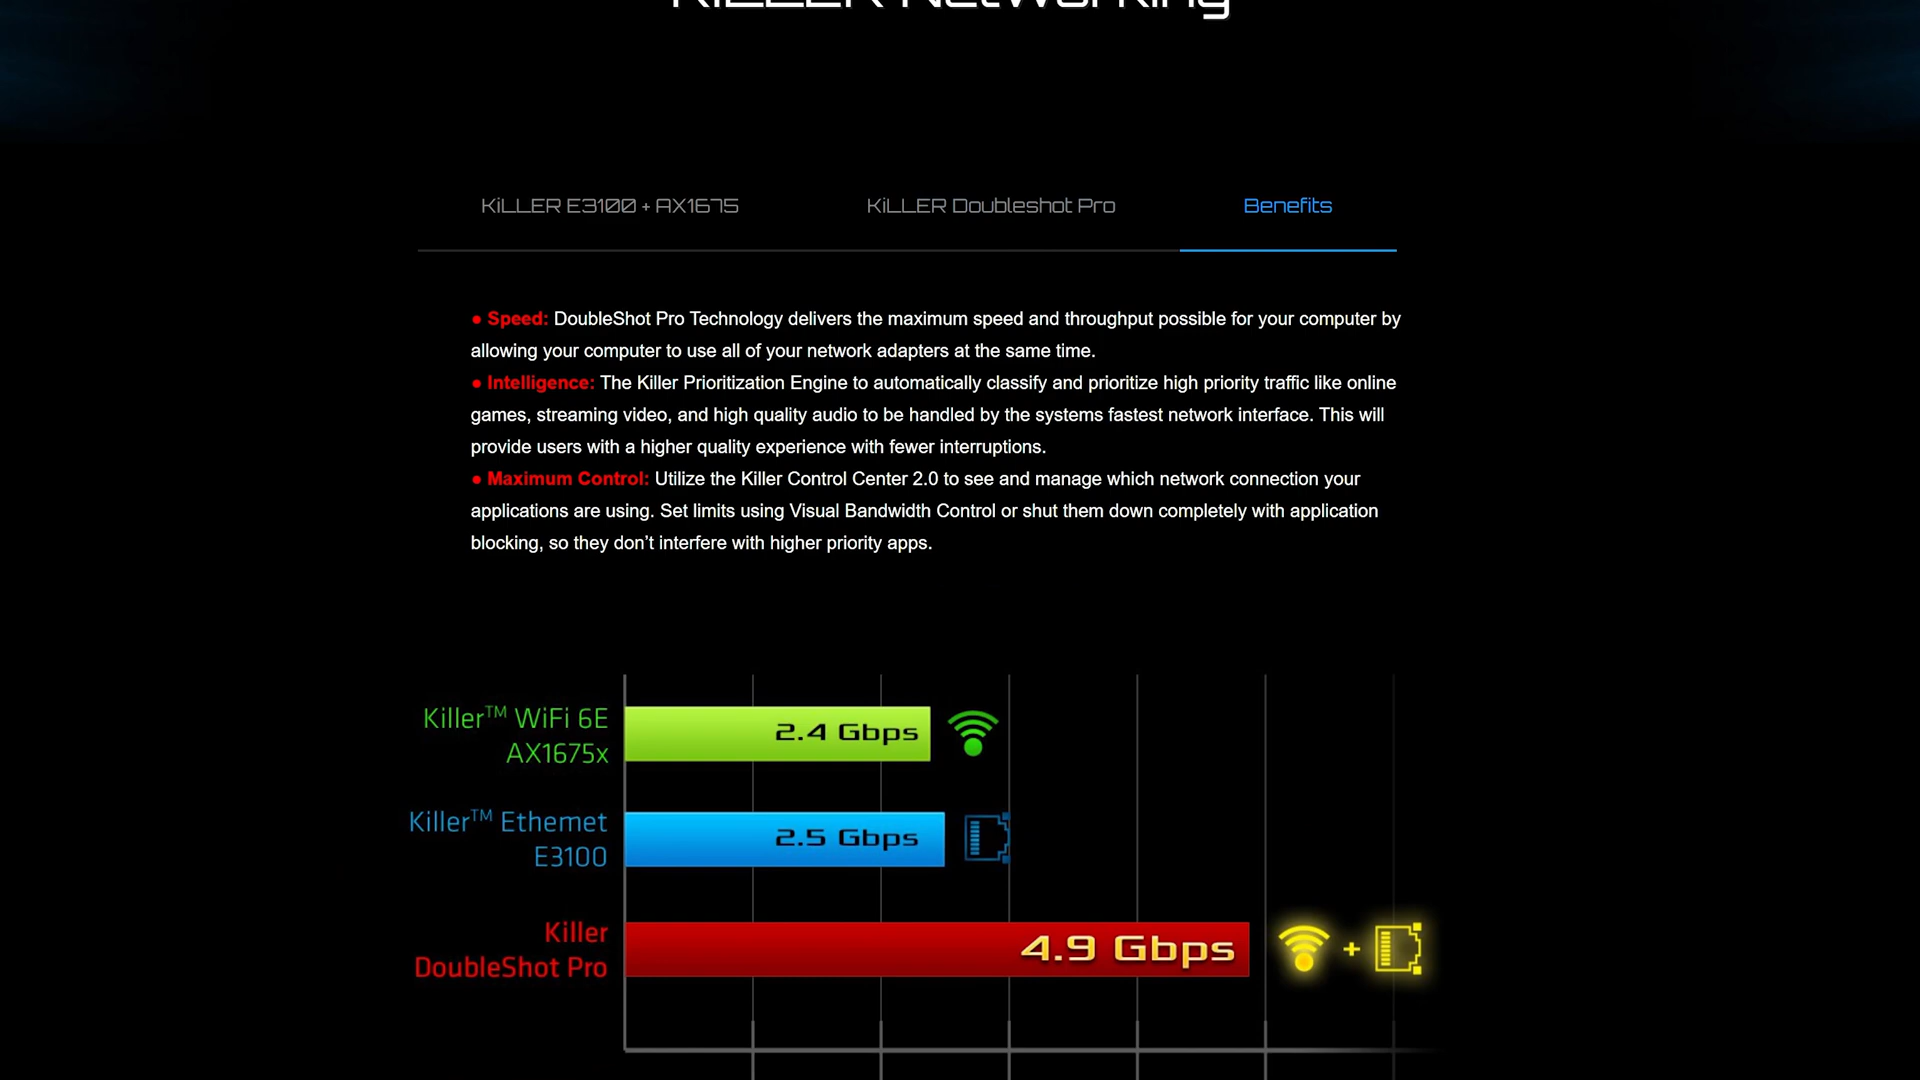 KiLLER Networking
KiLLER E3100 + AX1675
KiLLER Doubleshot Pro
Benefits
● Speed: DoubleShot Pro Technology delivers the maximum speed and throughput possible for your computer by
allowing your computer to use all of your network adapters at the same time.
● Intelligence: The Killer Prioritization Engine to automatically classify and prioritize high priority traffic like online
games, streaming video, and high quality audio to be handled by the systems fastest network interface. This will
provide users with a higher quality experience with fewer interruptions.
● Maximum Control: Utilize the Killer Control Center 2.0 to see and manage which network connection your
applications are using. Set limits using Visual Bandwidth Control or shut them down completely with application
blocking, so they don’t interfere with higher priority apps.
Killer™ WiFi 6E
AX1675x
2.4 Gbps
Killer™ Ethemet
E3100
2.5 Gbps
Killer
DoubleShot Pro
4.9 Gbps
+